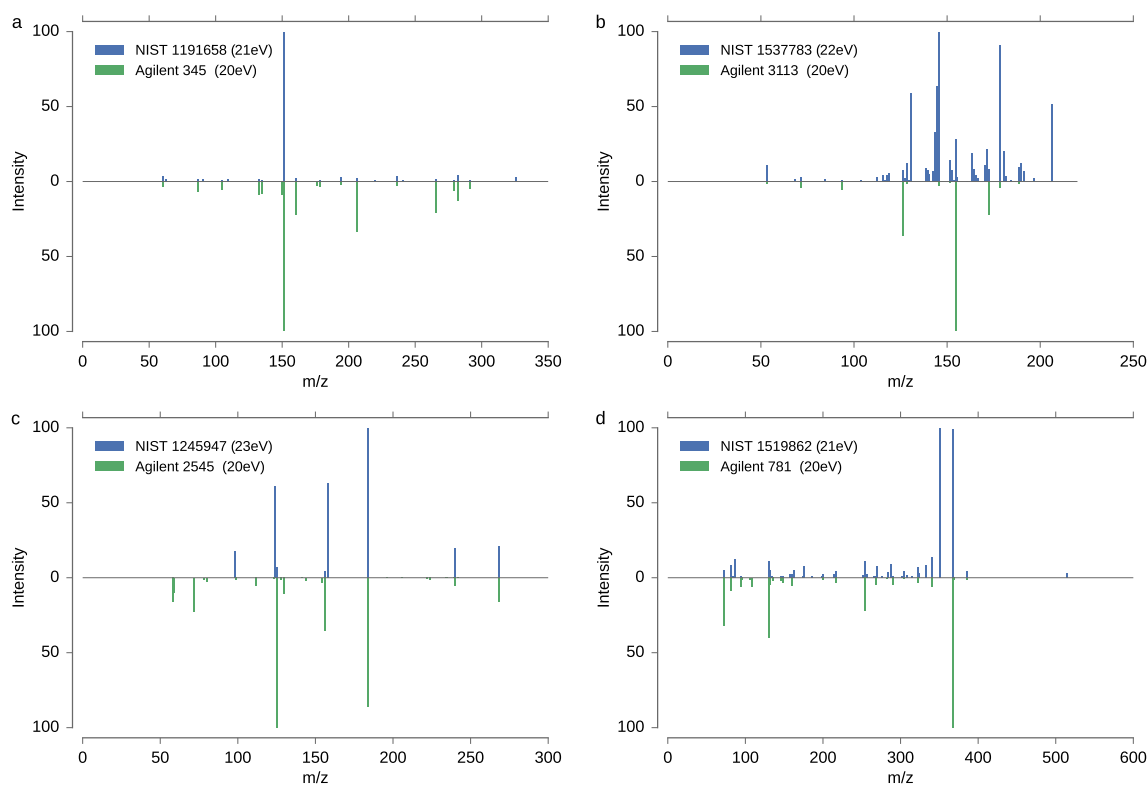 a
100
50
0
50
100
Intensity
NIST 1191658 (21eV)
Agilent 345 (20eV)
0 50 100 150 200 250 300 350
m/z
b
100
50
0
50
100
Intensity
NIST 1537783 (22eV)
Agilent 3113 (20eV)
0 50 100 150 200 250
m/z
c
100
50
0
50
100
Intensity
NIST 1245947 (23eV)
Agilent 2545 (20eV)
0 50 100 150 200 250 300
m/z
d
100
50
0
50
100
Intensity
NIST 1519862 (21eV)
Agilent 781 (20eV)
0 100 200 300 400 500 600
m/z